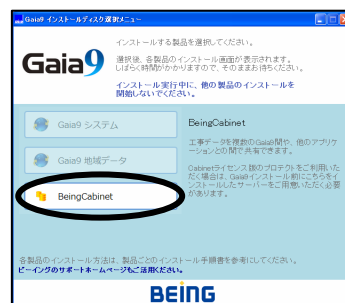 Gaia9 インストールディスク選択メニュー
Gaia9
インストールする製品を選択してください。
選択後、各製品のインストール画面が表示されます。
しばらく時間がかかりますので、そのままお待ちください。
インストール実行中に、他の製品のインストールを
開始しないでください。
Gaia9 システム
Gaia9 地域データ
BeingCabinet
BeingCabinet
工事データを複数のGaia9間や、他のアプリケ
ーションとの間で共有できます。
Cabinetライセンス版のプロテクトをご利用いた
だく場合は、Gaia9インストール前にこちらをイ
ンストールしたサーバーをご用意いただく必要
があります。
各製品のインストール方法は、製品ごとのインストール手順書を参考にしてください。
ビーイングのサポートホームページもご活用ください。
BEING